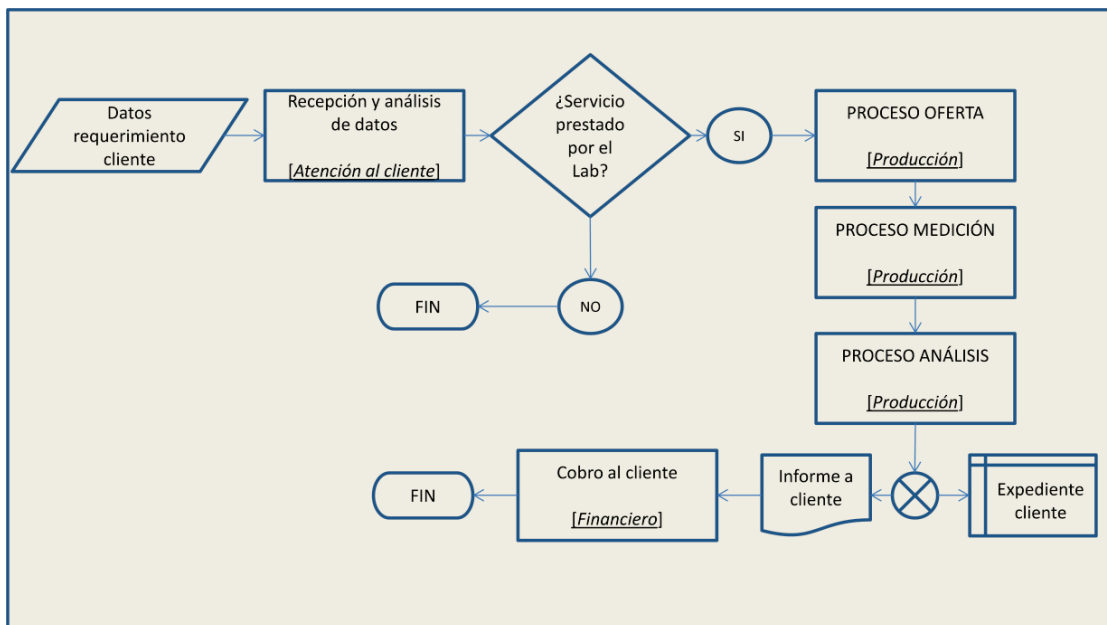 Datos
requerimiento
cliente
Recepción y análisis
de datos
[Atención al cliente]
¿Servicio
prestado
por el
Lab?
SI
PROCESO OFERTA
[Producción]
PROCESO MEDICIÓN
[Producción]
NO
FIN
PROCESO ANÁLISIS
[Producción]
Expediente
cliente
Informe a
cliente
Cobro al cliente
[Financiero]
FIN